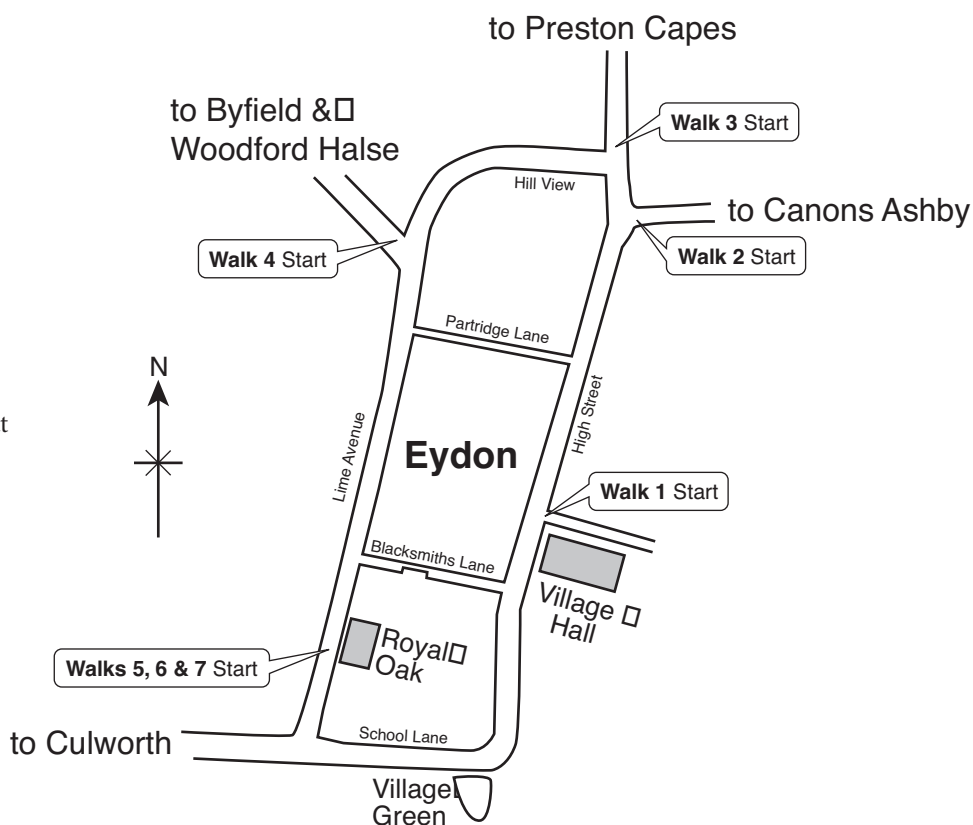 to Preston Capes
to Byfield &
Woodford Halse
Walk 3 Start
Hill View
to Canons Ashby
Walk 4 Start
Walk 2 Start
Partridge Lane
N
High Street
Lime Avenue
Eydon
Walk 1 Start
Blacksmiths Lane
Village
Hall
Royal
Oak
Walks 5, 6 & 7 Start
School Lane
to Culworth
Village
Green